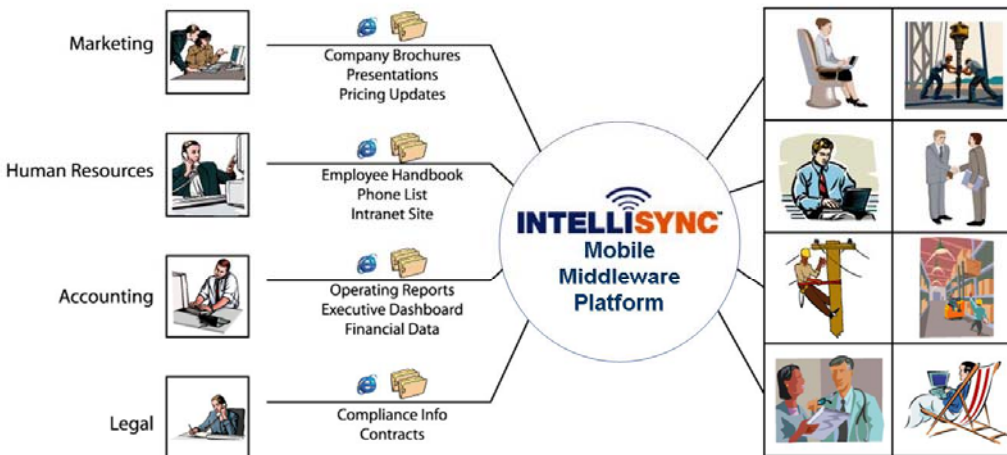 Marketing
Company Brochures
Presentations
Pricing Updates
Human Resources
Employee Handbook
Phone List
Intranet Site
Accounting
Operating Reports
Executive Dashboard
Financial Data
Legal
Compliance Info
Contracts
INTELLISYNC™
Mobile
Middleware
Platform